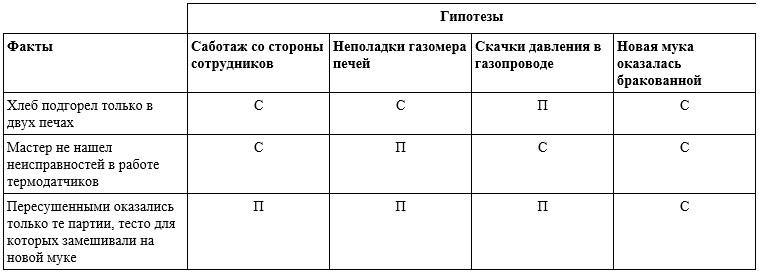 Гипотезы
Факты
Саботаж со стороны
сотрудников
Неполадки газомера
печей
Скачки давления в
газопроводе
Новая мука
оказалась
бракованной
Хлеб подгорел только в
двух печах
С
С
П
С
Мастер не нашел
неисправностей в работе
термодатчиков
С
П
С
С
Пересушенными оказались
только те партии, тесто для
которых замешивали на
новой муке
П
П
П
С